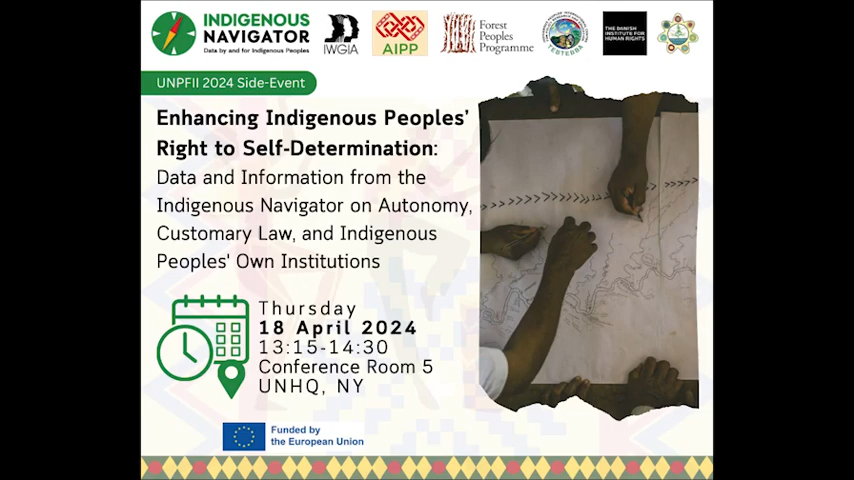 INDIGENOUS
NAVIGATOR
Data by and for Indigenous Peoples
IWGIA
AIPP
Forest
Peoples
Programme
TEBTEBBA
THE DANISH
INSTITUTE FOR
HUMAN RIGHTS
UNPFII 2024 Side-Event
Enhancing Indigenous Peoples'
Right to Self-Determination:
Data and Information from the
Indigenous Navigator on Autonomy,
Customary Law, and Indigenous
Peoples' Own Institutions
Thursday
18 April 2024
13:15-14:30
Conference Room 5
UNHQ, NY
Funded by
the European Union